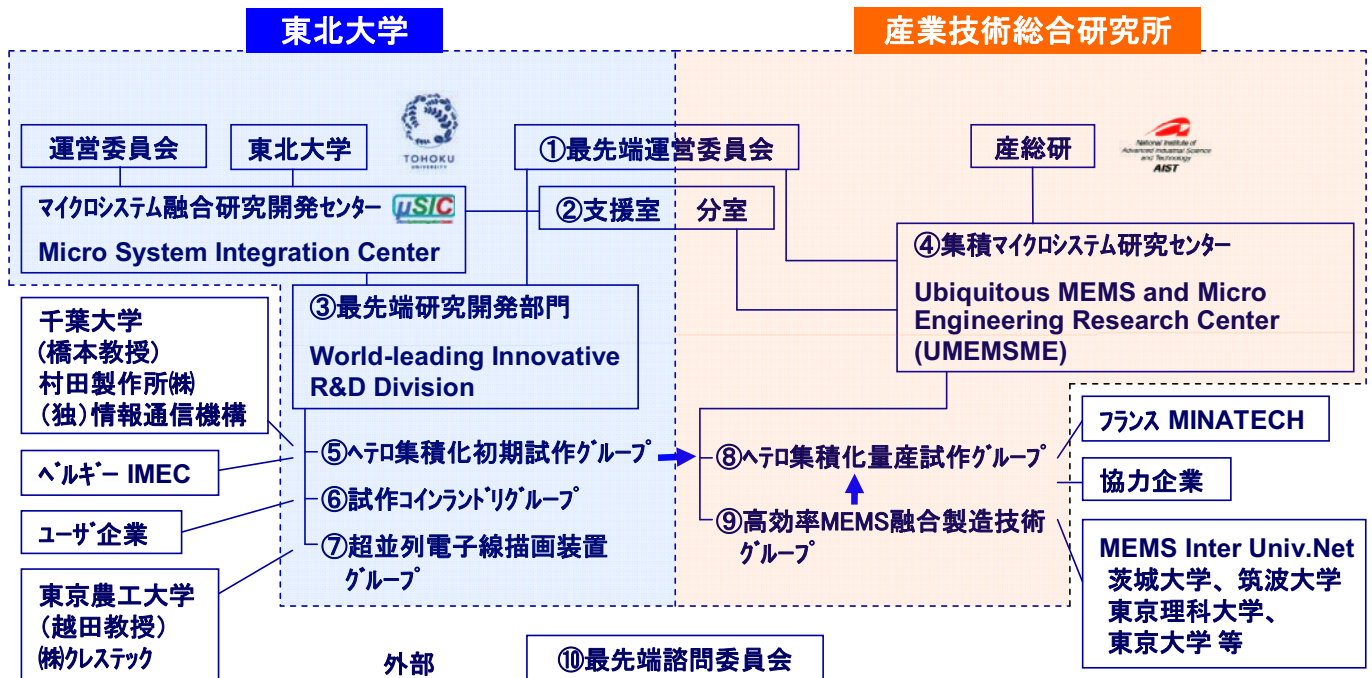 東北大学
産業技術総合研究所
運営委員会
東北大学
TOHOKU
UNIVERSITY
①最先端運営委員会
産総研
National Institute of
Advanced Industrial Science
and Technology
AIST
マイクロシステム融合研究開発センター
μSIC
Micro System Integration Center
②支援室 分室
④集積マイクロシステム研究センター
Ubiquitous MEMS and Micro
Engineering Research Center
(UMEMSME)
③最先端研究開発部門
World-leading Innovative
R&D Division
千葉大学
(橋本教授)
村田製作所㈱
(独)情報通信機構
ベルギー IMEC
ユーザ企業
東京農工大学
(越田教授)
㈱クレステック
⑤ヘテロ集積化初期試作グループ
⑥試作コインランドリグループ
⑦超並列電子線描画装置
グループ
⑧ヘテロ集積化量産試作グループ
⑨高効率MEMS融合製造技術
グループ
フランス MINATECH
協力企業
MEMS Inter Univ.Net
茨城大学、筑波大学
東京理科大学、
東京大学 等
外部
⑩最先端諮問委員会